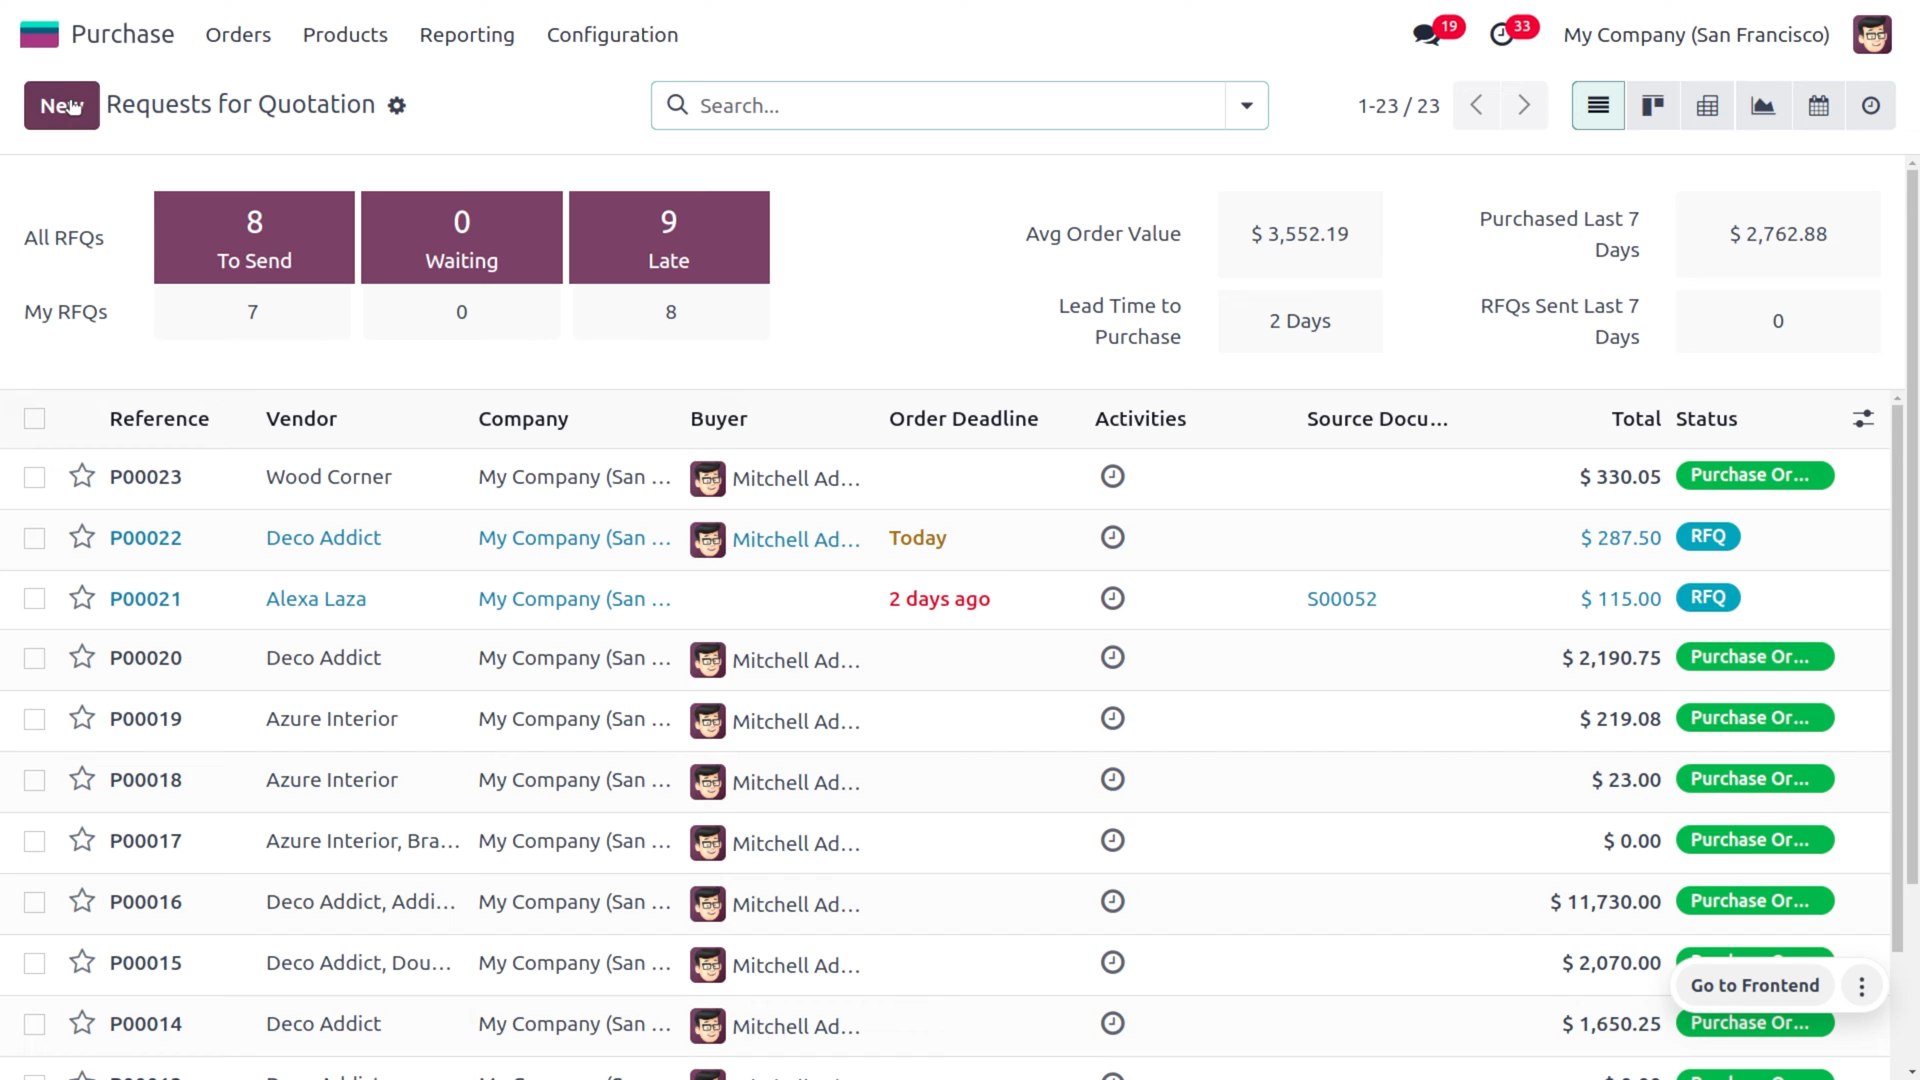 Purchase Orders Products Reporting Configuration 19 33 My Company (San Francisco)
New Requests for Quotation Search... 1-23 / 23
All RFQs 8 To Send 0 Waiting 9 Late
My RFQs 7 0 8
Avg Order Value $ 3,552.19 Purchased Last 7 Days $ 2,762.88
Lead Time to Purchase 2 Days RFQs Sent Last 7 Days 0
Reference Vendor Company Buyer Order Deadline Activities Source Docu... Total Status
P00023 Wood Corner My Company (San ... Mitchell Ad... $ 330.05 Purchase Or...
P00022 Deco Addict My Company (San ... Mitchell Ad... Today $ 287.50 RFQ
P00021 Alexa Laza My Company (San ... 2 days ago S00052 $ 115.00 RFQ
P00020 Deco Addict My Company (San ... Mitchell Ad... $ 2,190.75 Purchase Or...
P00019 Azure Interior My Company (San ... Mitchell Ad... $ 219.08 Purchase Or...
P00018 Azure Interior My Company (San ... Mitchell Ad... $ 23.00 Purchase Or...
P00017 Azure Interior, Bra... My Company (San ... Mitchell Ad... $ 0.00 Purchase Or...
P00016 Deco Addict, Addi... My Company (San ... Mitchell Ad... $ 11,730.00 Purchase Or...
P00015 Deco Addict, Dou... My Company (San ... Mitchell Ad... $ 2,070.00
Go to Frontend
P00014 Deco Addict My Company (San ... Mitchell Ad... $ 1,650.25 Purchase Or...